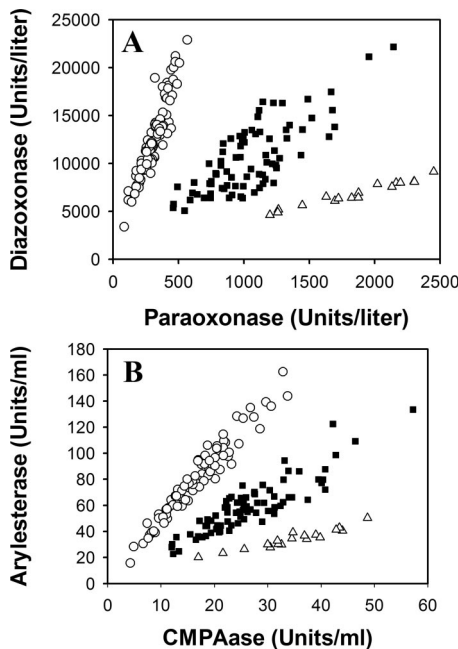 A
25000
20000
15000
10000
5000
0
Diazoxonase (Units/liter)
0 500 1000 1500 2000 2500
Paraoxonase (Units/liter)
B
180
160
140
120
100
80
60
40
20
0
Arylesterase (Units/ml)
0 10 20 30 40 50 60
CMPAase (Units/ml)